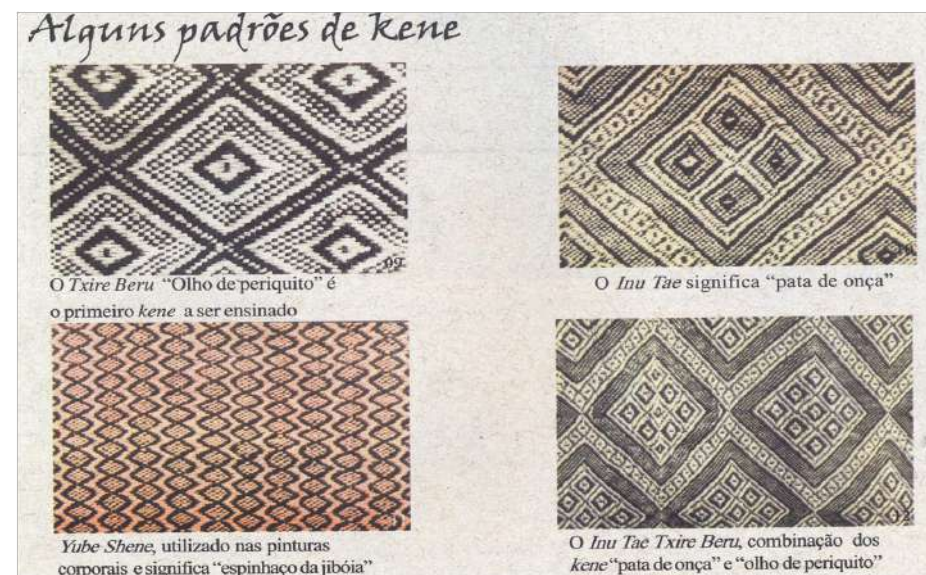 Alguns padrões de kene
09
O Txire Beru “Olho de periquito” é
o primeiro kene a ser ensinado
O Inu Tae significa “pata de onça”
Yube Shene, utilizado nas pinturas
corporais e significa “espinhaço da jibóia”
12
O Inu Tae Txire Beru, combinação dos
kene “pata de onça” e “olho de periquito”